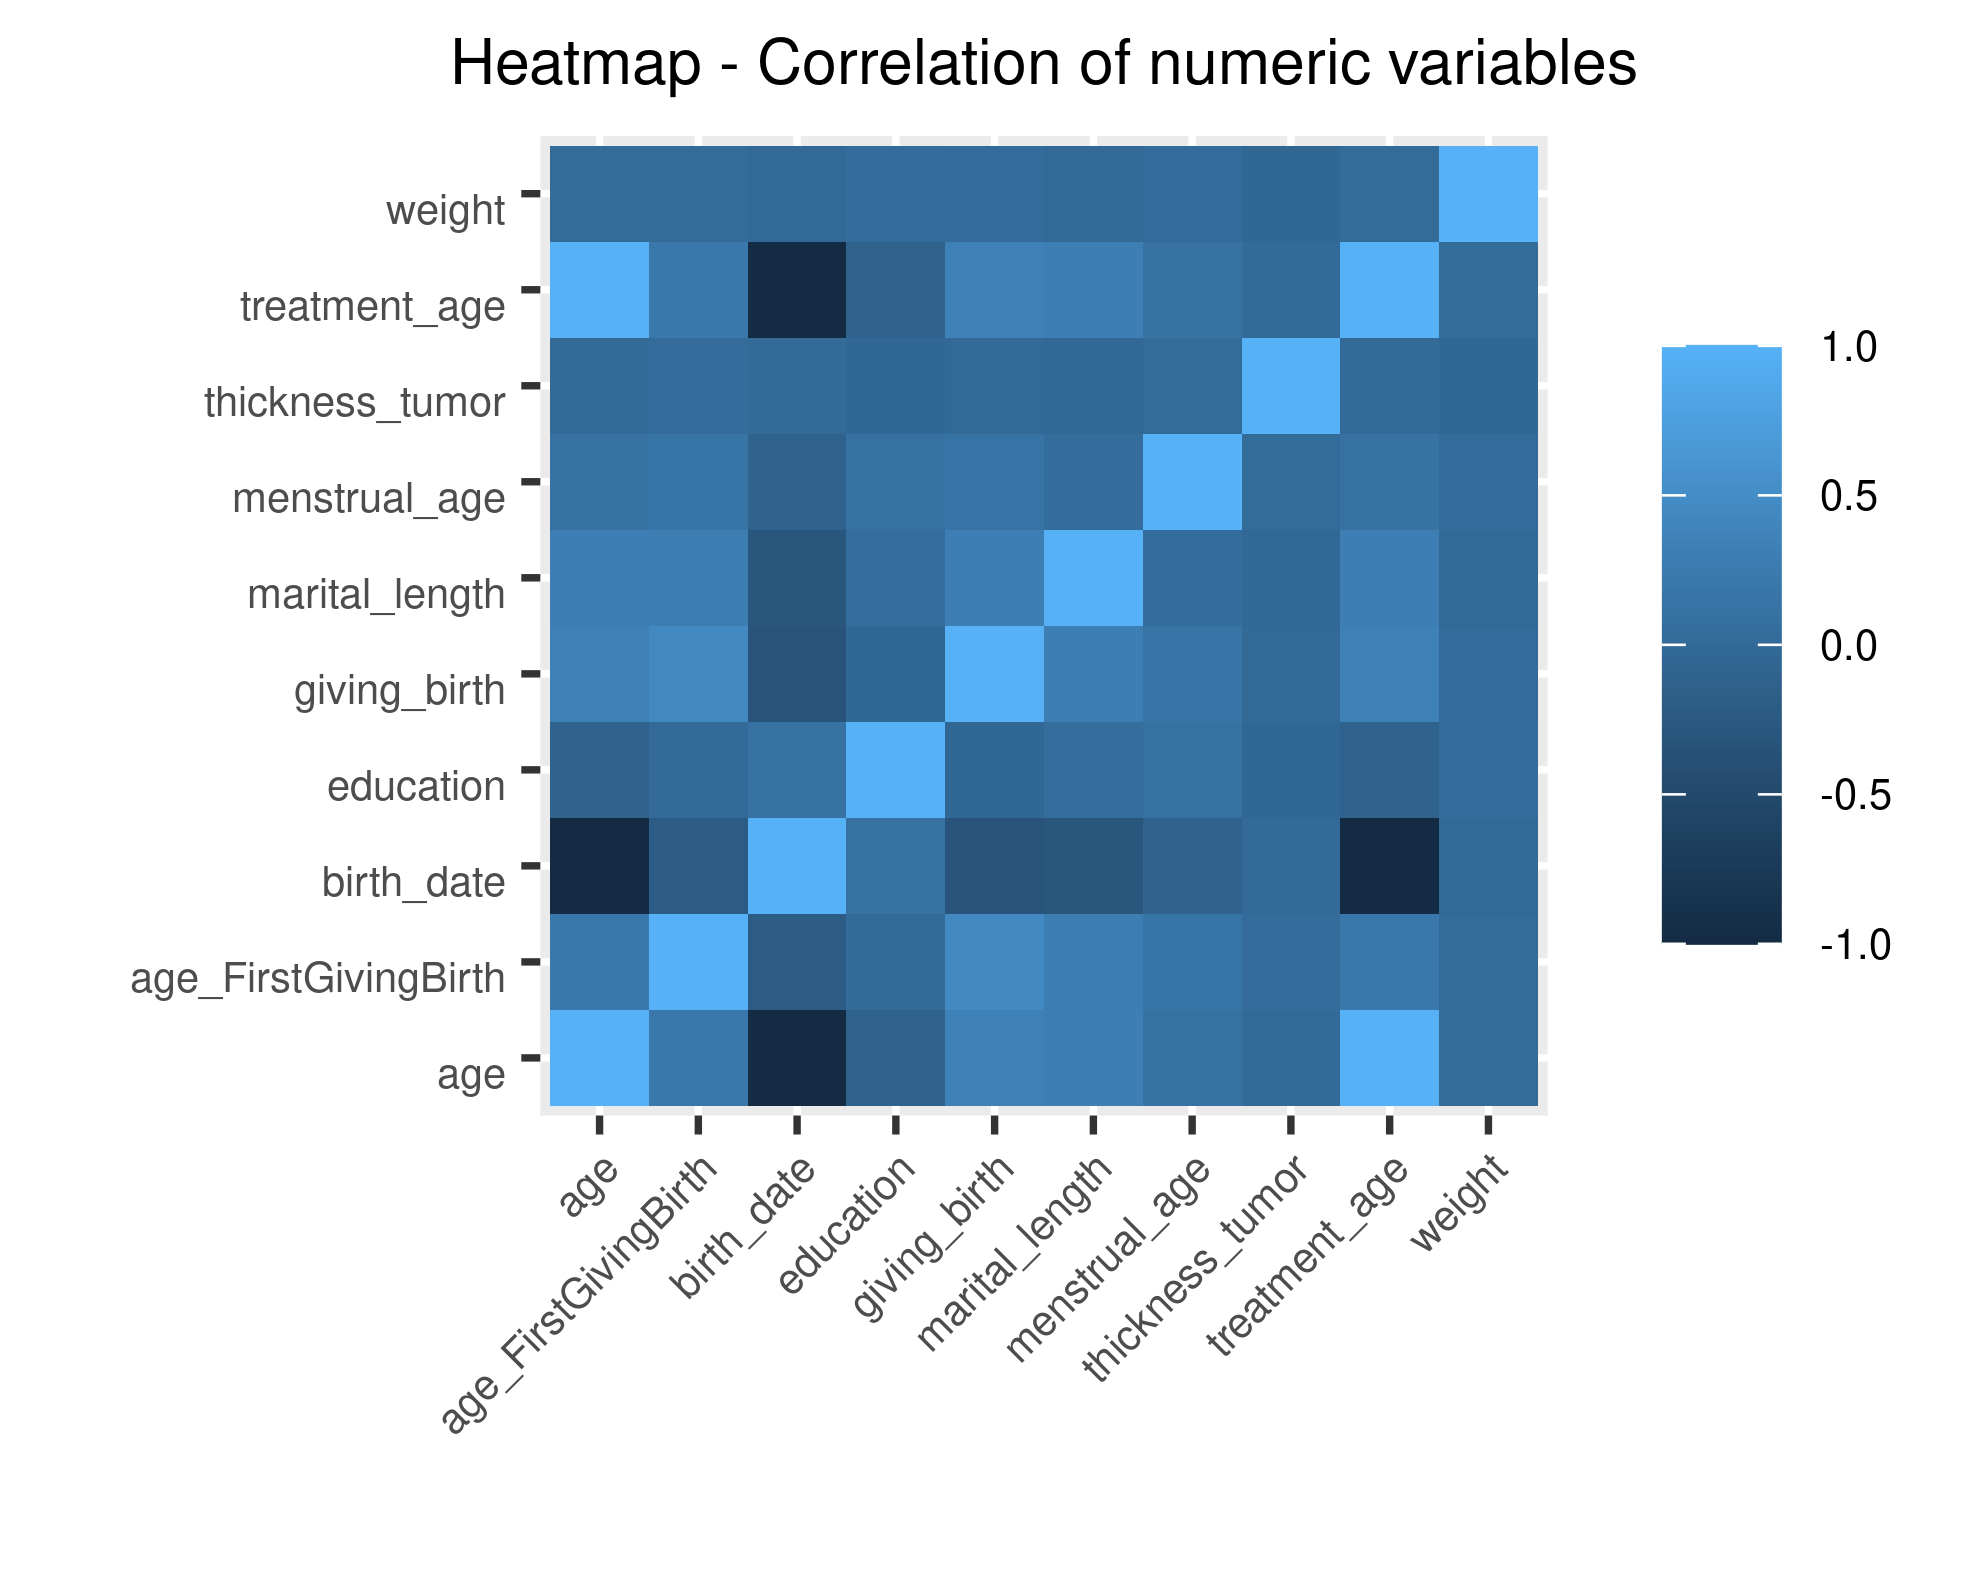 Heatmap - Correlation of numeric variables
weight
treatment_age
thickness_tumor
menstrual_age
marital_length
giving_birth
education
birth_date
age_FirstGivingBirth
age
1.0
0.5
0.0
-0.5
-1.0
age
age_FirstGivingBirth
birth_date
education
giving_birth
marital_length
menstrual_age
thickness_tumor
treatment_age
weight